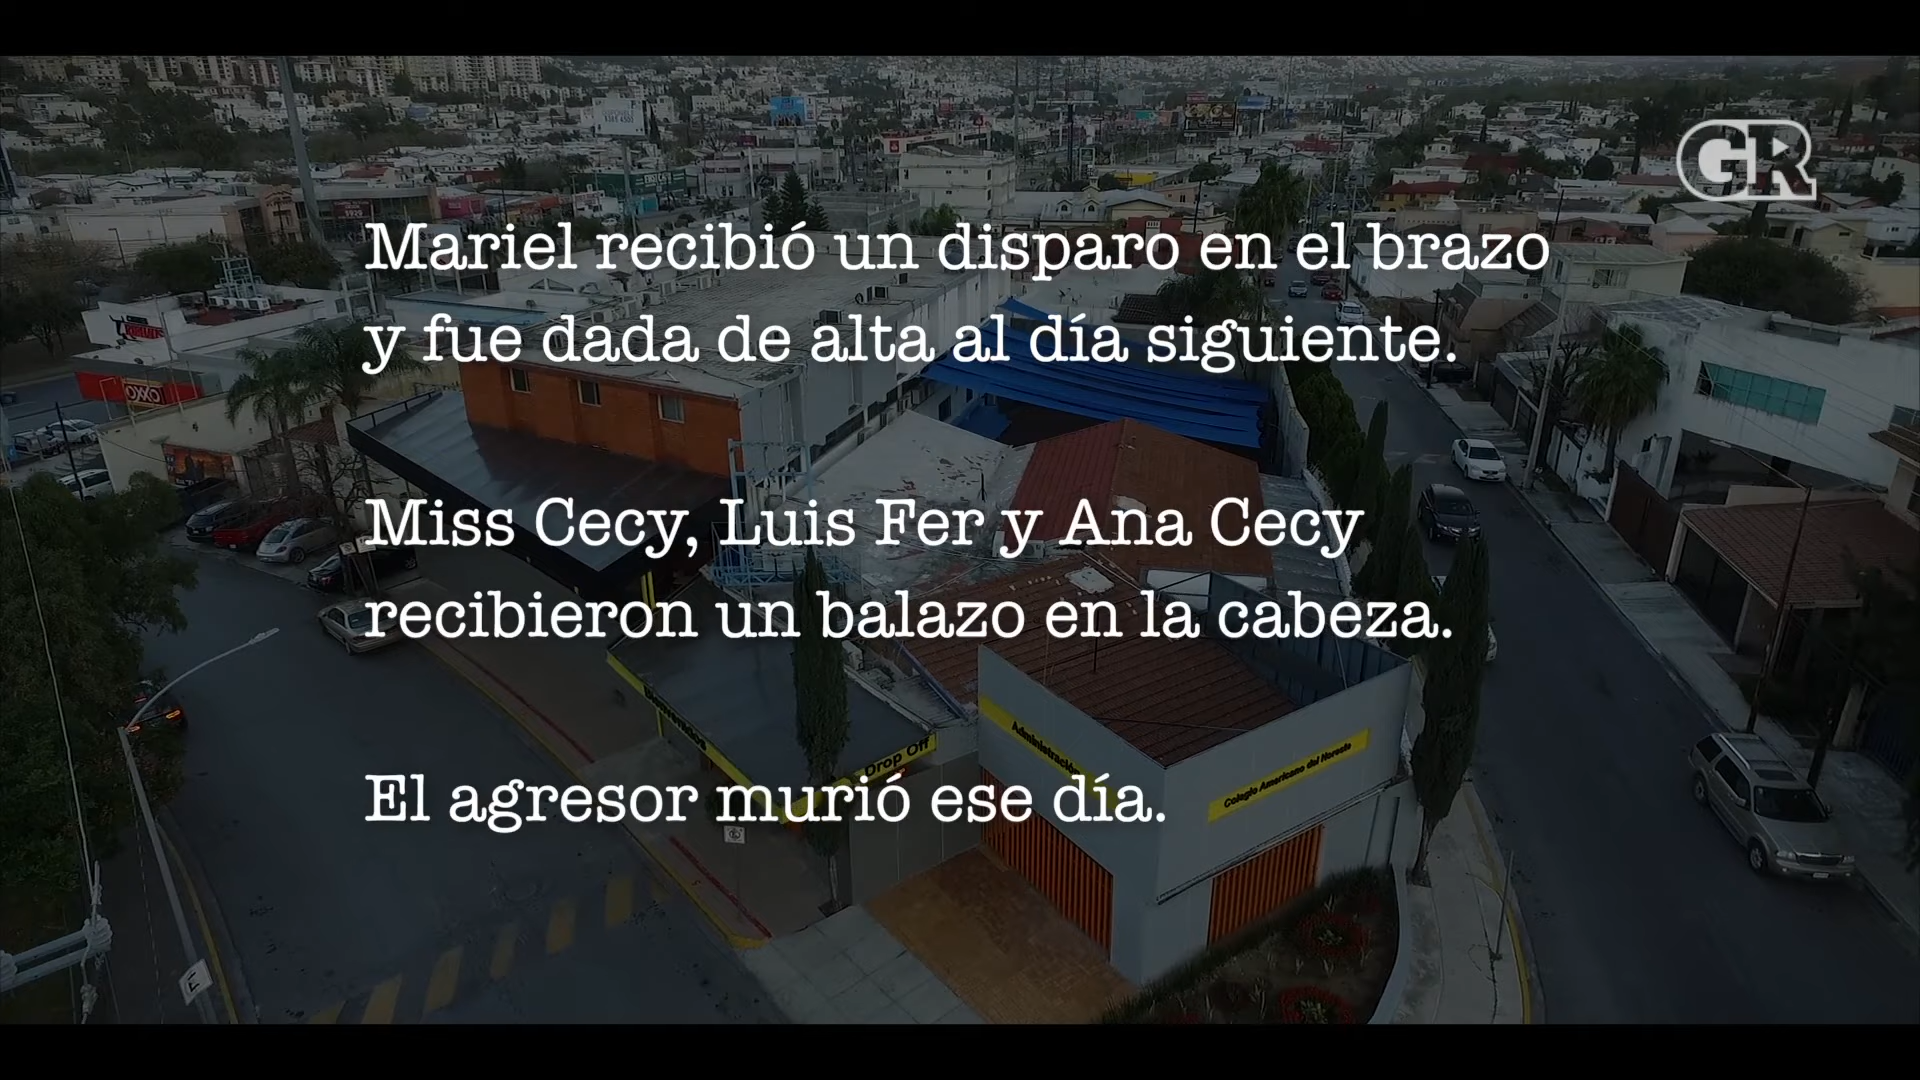 GR
Mariel recibió un disparo en el brazo
y fue dada de alta al día siguiente.
Miss Cecy, Luis Fer y Ana Cecy
recibieron un balazo en la cabeza.
El agresor murió ese día.
OXXO
Bienvenidos
Drop Off
Administración
Colegio Americano del Noreste